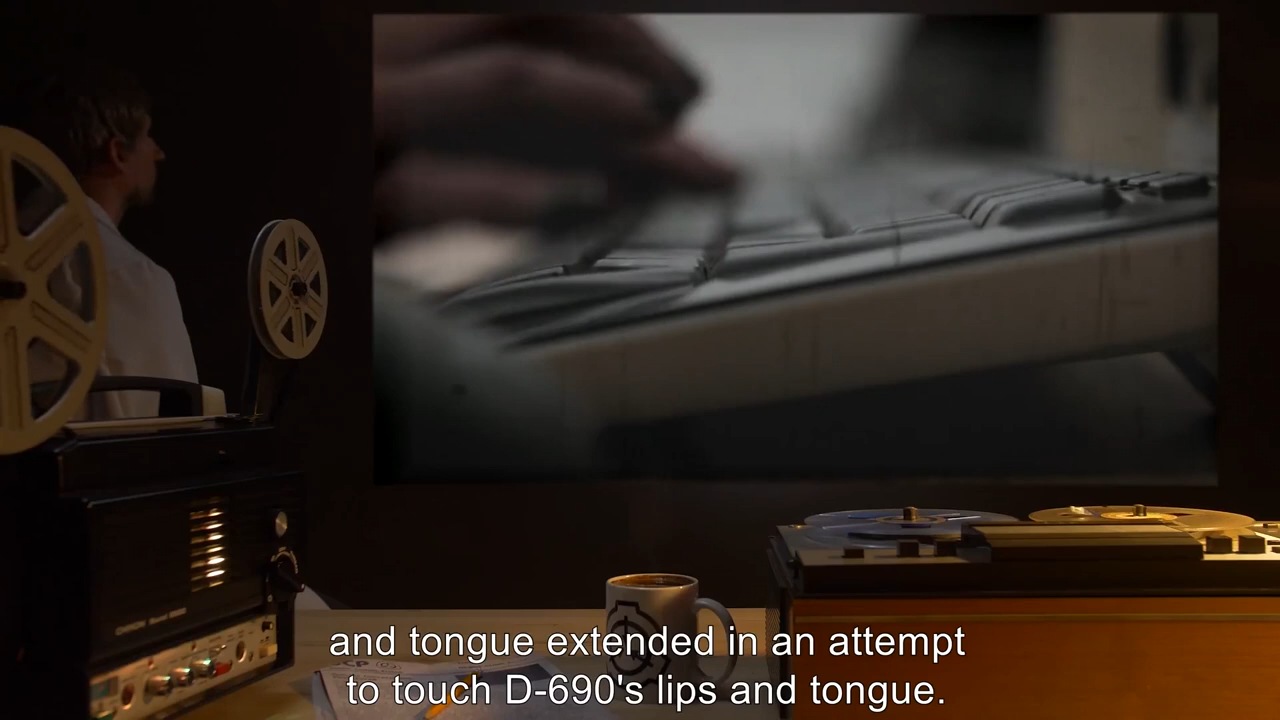 and tongue extended in an attempt
to touch D-690's lips and tongue.